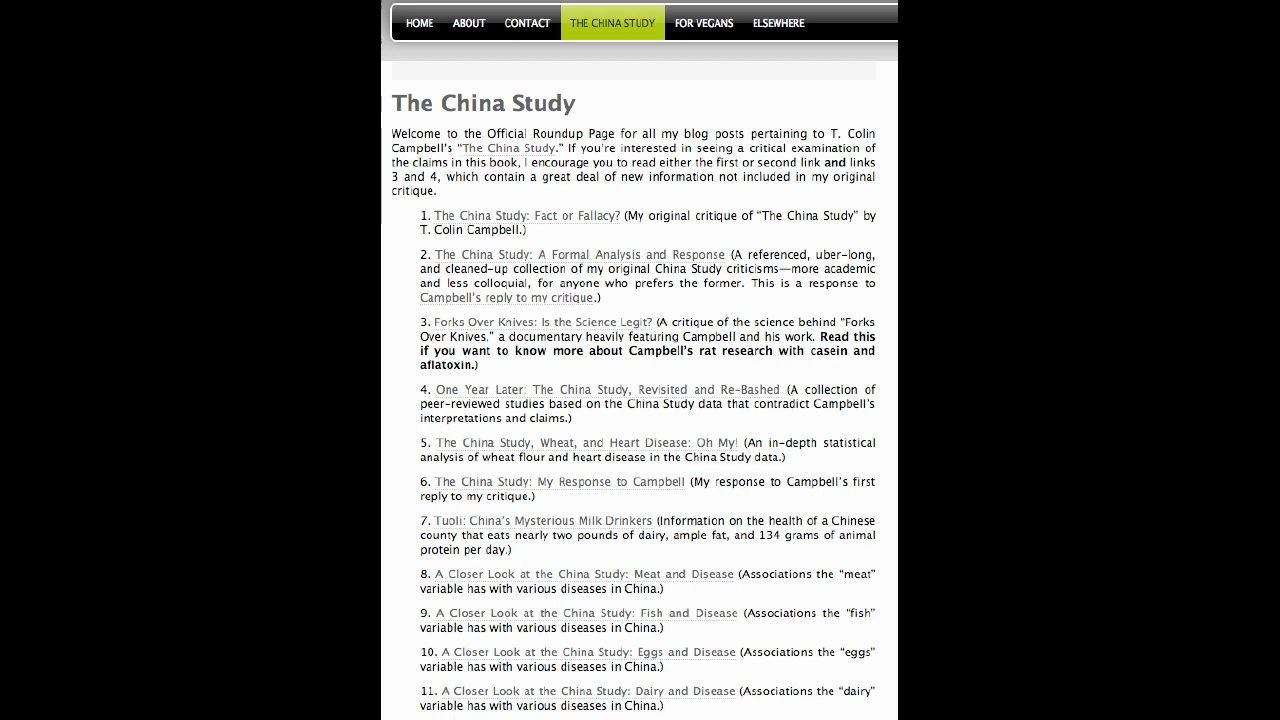 HOME ABOUT CONTACT THE CHINA STUDY FOR VEGANS ELSEWHERE
The China Study
Welcome to the Official Roundup Page for all my blog posts pertaining to T. Colin
Campbell's “The China Study.” If you're interested in seeing a critical examination of
the claims in this book, I encourage you to read either the first or second link and links
3 and 4, which contain a great deal of new information not included in my original
critique.
1. The China Study: Fact or Fallacy? (My original critique of “The China Study” by
T. Colin Campbell.)
2. The China Study: A Formal Analysis and Response (A referenced, uber-long,
and cleaned-up collection of my original China Study criticisms—more academic
and less colloquial, for anyone who prefers the former. This is a response to
Campbell's reply to my critique.)
3. Forks Over Knives: Is the Science Legit? (A critique of the science behind “Forks
Over Knives,” a documentary heavily featuring Campbell and his work. Read this
if you want to know more about Campbell's rat research with casein and
aflatoxin.)
4. One Year Later: The China Study, Revisited and Re-Bashed (A collection of
peer-reviewed studies based on the China Study data that contradict Campbell's
interpretations and claims.)
5. The China Study, Wheat, and Heart Disease: Oh My! (An in-depth statistical
analysis of wheat flour and heart disease in the China Study data.)
6. The China Study: My Response to Campbell (My response to Campbell's first
reply to my critique.)
7. Tuoli: China's Mysterious Milk Drinkers (Information on the health of a Chinese
county that eats nearly two pounds of dairy, ample fat, and 134 grams of animal
protein per day.)
8. A Closer Look at the China Study: Meat and Disease (Associations the “meat”
variable has with various diseases in China.)
9. A Closer Look at the China Study: Fish and Disease (Associations the “fish”
variable has with various diseases in China.)
10. A Closer Look at the China Study: Eggs and Disease (Associations the “eggs”
variable has with various diseases in China.)
11. A Closer Look at the China Study: Dairy and Disease (Associations the “dairy”
variable has with various diseases in China.)